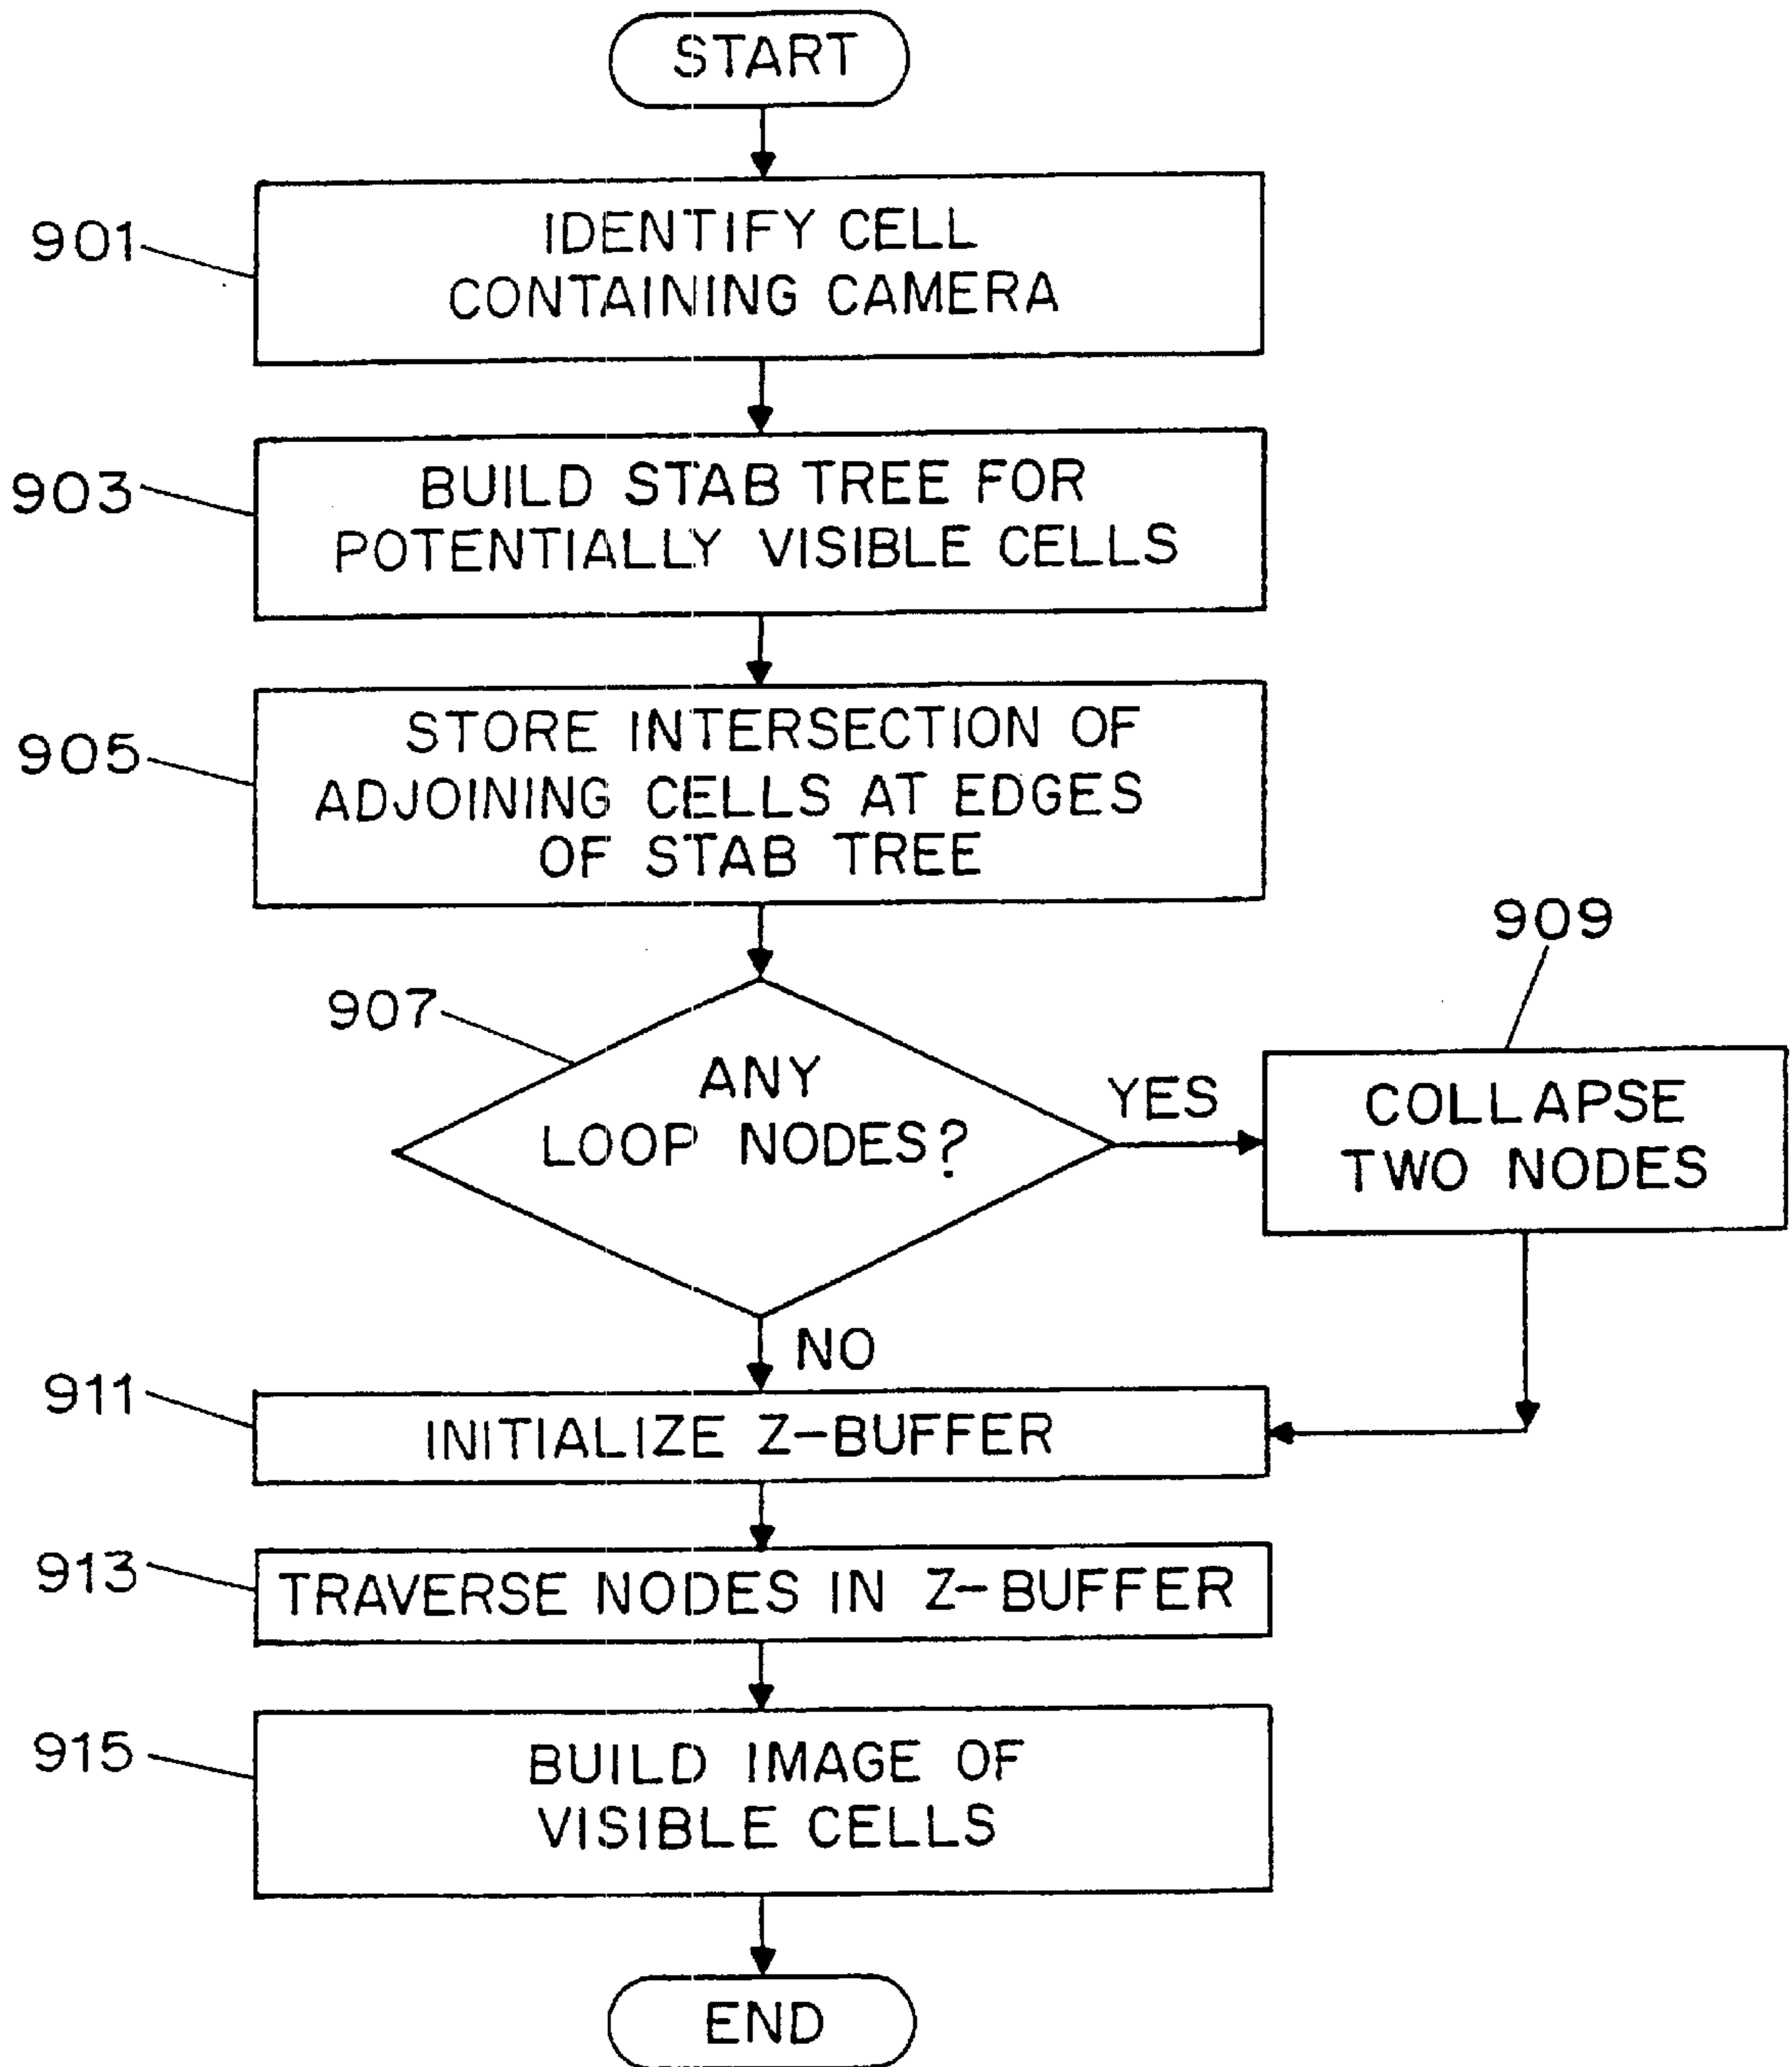 START
901
IDENTIFY CELL
CONTAINING CAMERA
903
BUILD STAB TREE FOR
POTENTIALLY VISIBLE CELLS
905
STORE INTERSECTION OF
ADJOINING CELLS AT EDGES
OF STAB TREE
907
ANY
LOOP NODES?
YES
909
COLLAPSE
TWO NODES
NO
911
INITIALIZE Z-BUFFER
913
TRAVERSE NODES IN Z-BUFFER
915
BUILD IMAGE OF
VISIBLE CELLS
END